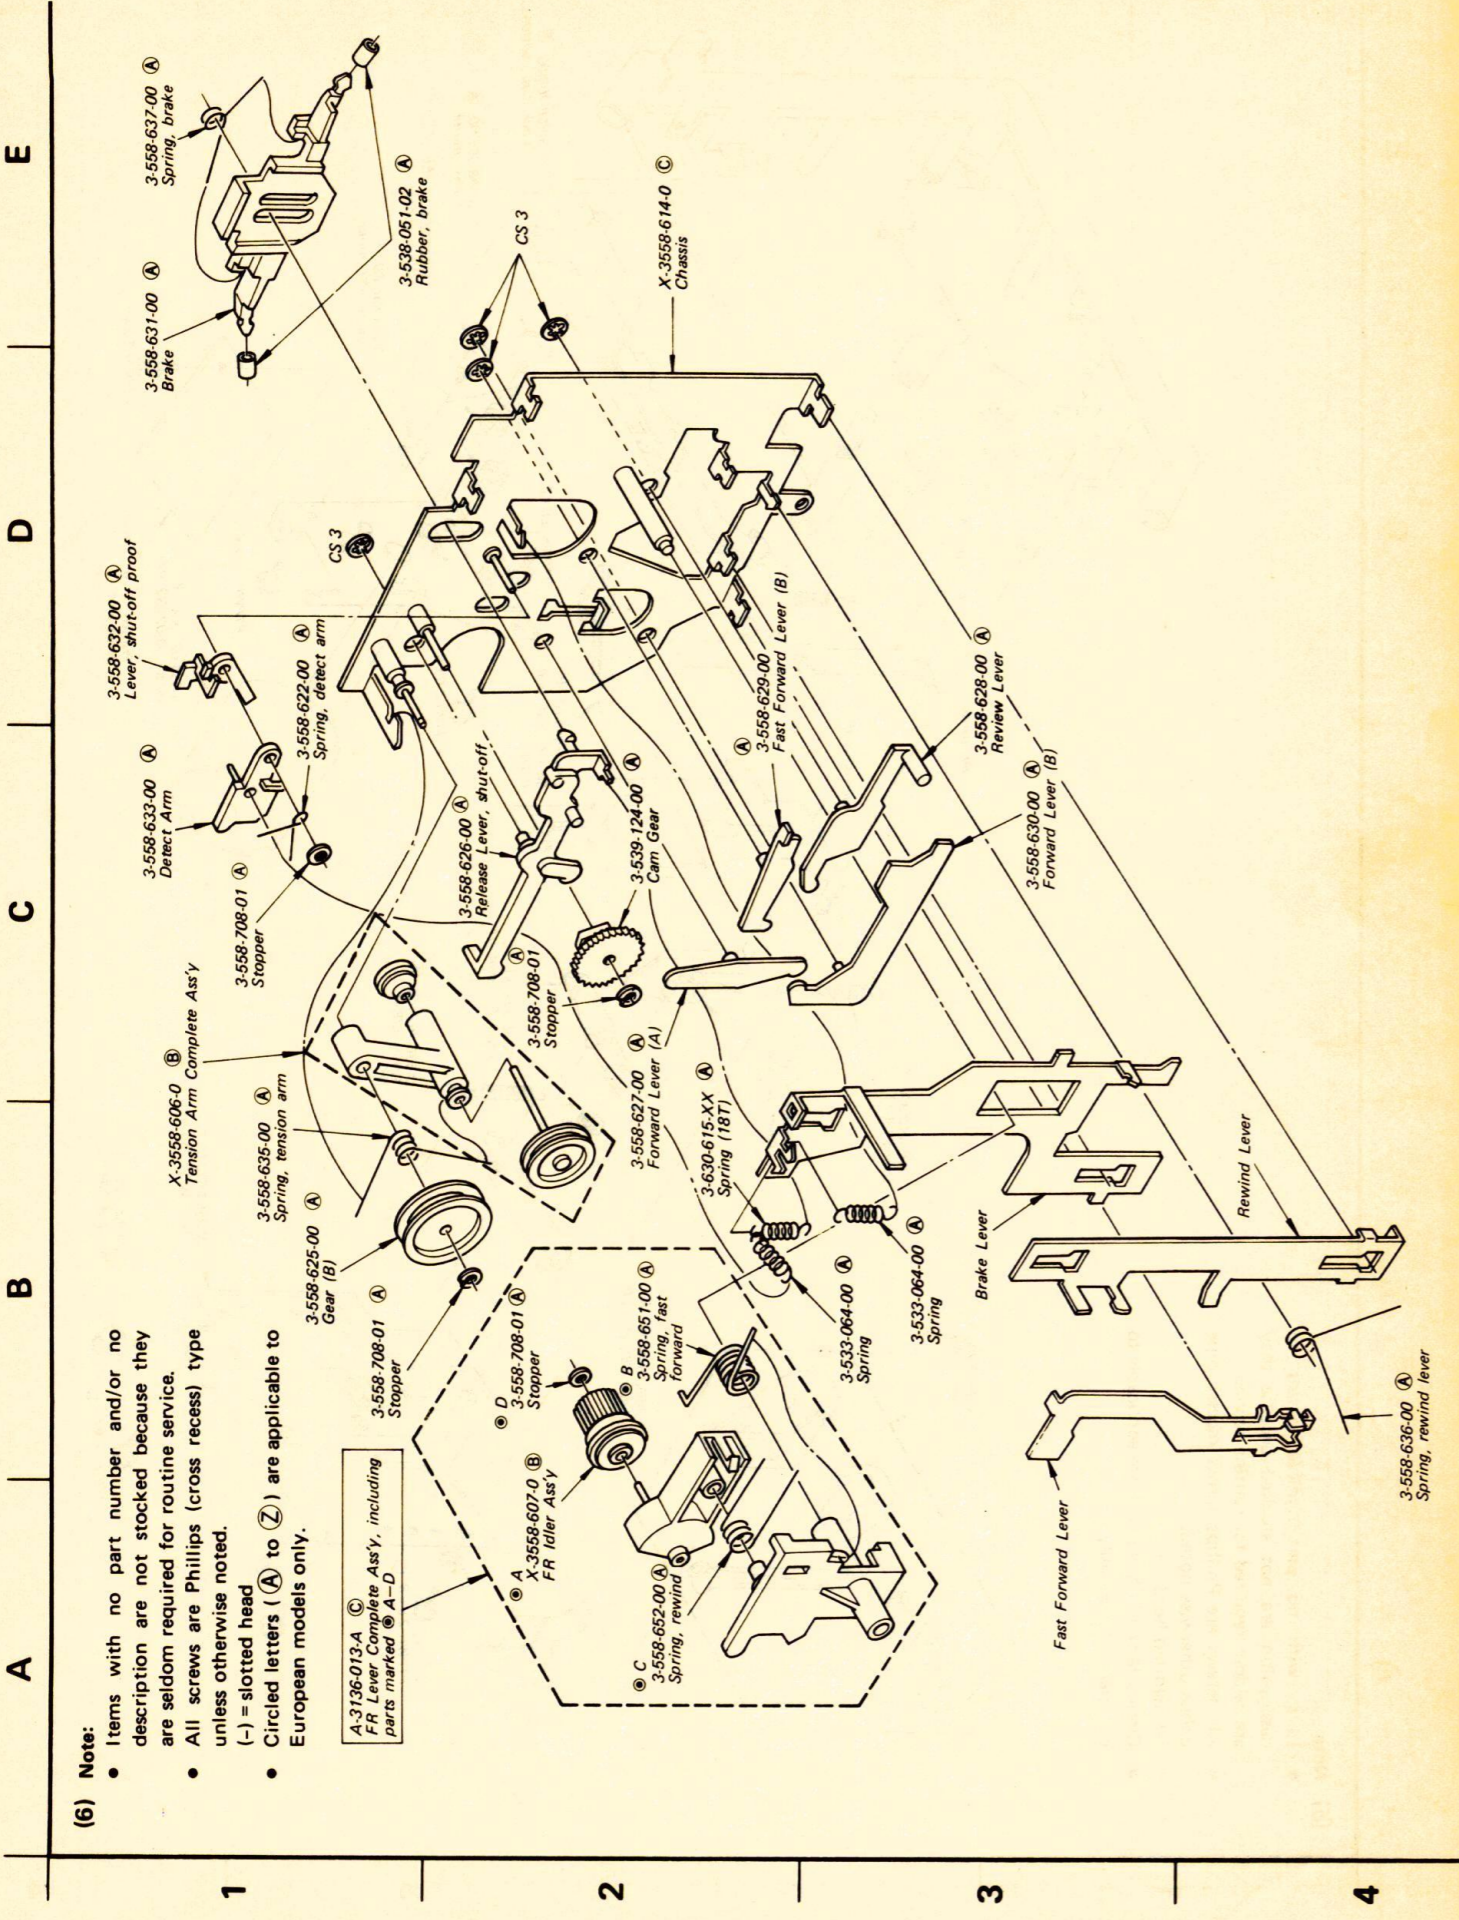 A
B
C
D
E
1
2
3
4
(6) Note:
● Items with no part number and/or no
description are not stocked because they
are seldom required for routine service.
● All screws are Phillips (cross recess) type
unless otherwise noted.
(-) = slotted head
● Circled letters (Ⓐ to Ⓩ) are applicable to
European models only.
A-3136-013-A Ⓒ
FR Lever Complete Ass'y, including
parts marked ◉ A–D
X-3558-606-0 Ⓑ
Tension Arm Complete Ass'y
3-558-635-00 Ⓐ
Spring, tension arm
3-558-625-00 Ⓐ
Gear (B)
3-558-708-01 Ⓐ
Stopper
3-558-708-01 Ⓐ
Stopper
3-558-633-00 Ⓐ
Detect Arm
3-558-632-00 Ⓐ
Lever, shut-off proof
3-558-622-00 Ⓐ
Spring, detect arm
CS 3
3-558-631-00 Ⓐ
Brake
3-558-637-00 Ⓐ
Spring, brake
3-538-051-02 Ⓐ
Rubber, brake
CS 3
X-3558-614-0 Ⓒ
Chassis
3-558-626-00 Ⓐ
Release Lever, shut-off
Ⓐ
3-558-708-01
Stopper
3-539-124-00 Ⓐ
Cam Gear
3-558-627-00 Ⓐ
Forward Lever (A)
Ⓐ
3-558-629-00
Fast Forward Lever (B)
3-558-628-00 Ⓐ
Review Lever
3-558-630-00 Ⓐ
Forward Lever (B)
3-630-615-XX Ⓐ
Spring (18T)
3-533-064-00 Ⓐ
Spring
3-533-064-00 Ⓐ
Spring
◉ D
3-558-708-01 Ⓐ
Stopper
◉ B
3-558-651-00 Ⓐ
Spring, fast
forward
◉ A
X-3558-607-0 Ⓑ
FR Idler Ass'y
◉ C
3-558-652-00 Ⓐ
Spring, rewind
Brake Lever
Rewind Lever
Fast Forward Lever
3-558-636-00 Ⓐ
Spring, rewind lever